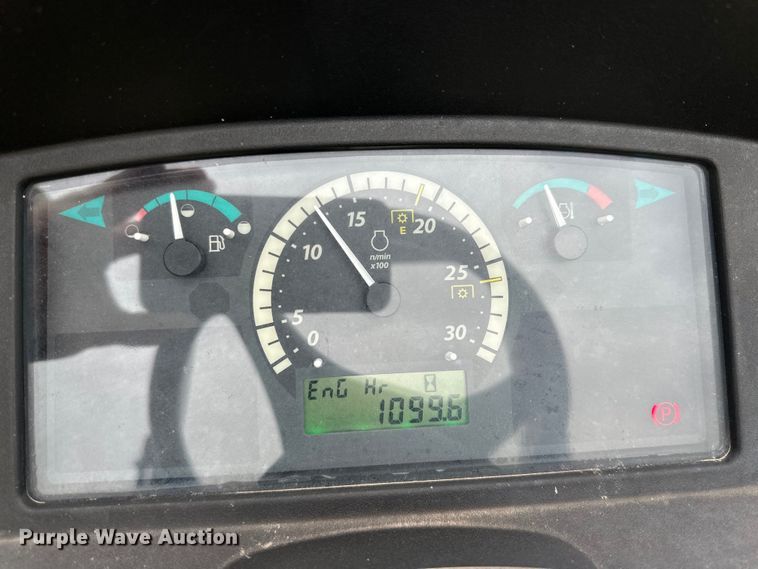 0
5
10
15
20
25
30
E
n/min
x100
EnG Hr
1099.6
P
Purple Wave Auction